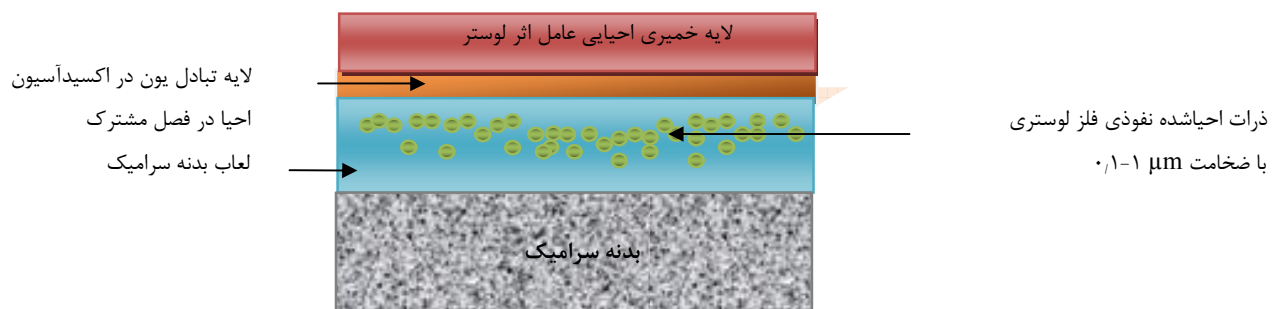 لایه خمیری احیایی عامل اثر لوستر
لایه تبادل یون در اکسیدآسیون
احیا در فصل مشترک
لعاب بدنه سرامیک
ذرات احیاشده نفوذی فلز لوستری
با ضخامت ۰٫۱-۱ µm
بدنه سرامیک